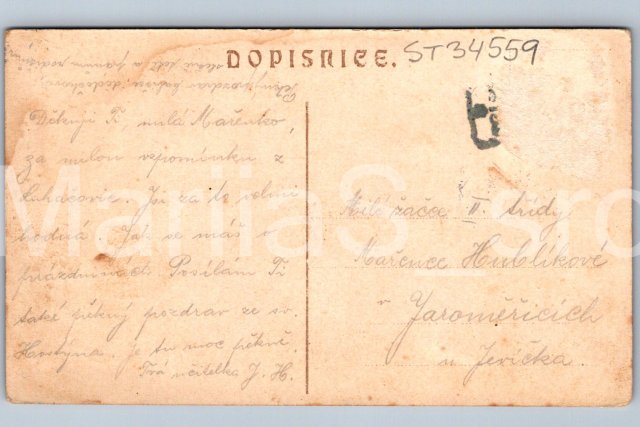 DOPISNICE.
ST34559
Děkuji Ti, milá Mařenko,
za milou vzpomínku z
Luhačovic. Jsi za to velmi
hodná. Jak se máš o
prázdninách. Posílám Ti
také pěkný pozdrav ze sv.
Hostýna. je tu moc pěkně.
Tvá učitelka J. H.
Milé žačce II. třídy
Mařence Hublíkové
v Jaroměřicích
u Jevíčka.